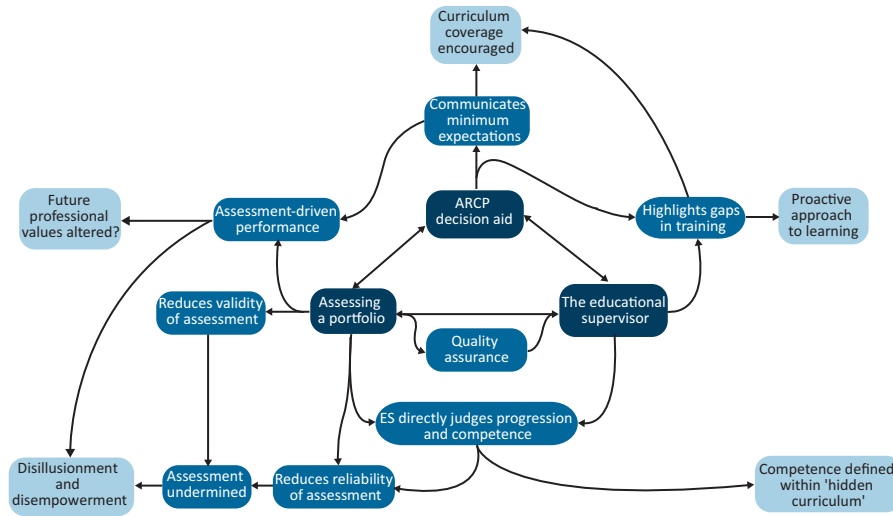 Curriculum
coverage
encouraged
Communicates
minimum
expectations
Future
professional
values altered?
Assessment-driven
performance
ARCP
decision aid
Highlights gaps
in training
Proactive
approach
to learning
Reduces validity
of assessment
Assessing
a portfolio
The educational
supervisor
Quality
assurance
ES directly judges progression
and competence
Disillusionment
and
disempowerment
Assessment
undermined
Reduces reliability
of assessment
Competence defined
within 'hidden
curriculum'